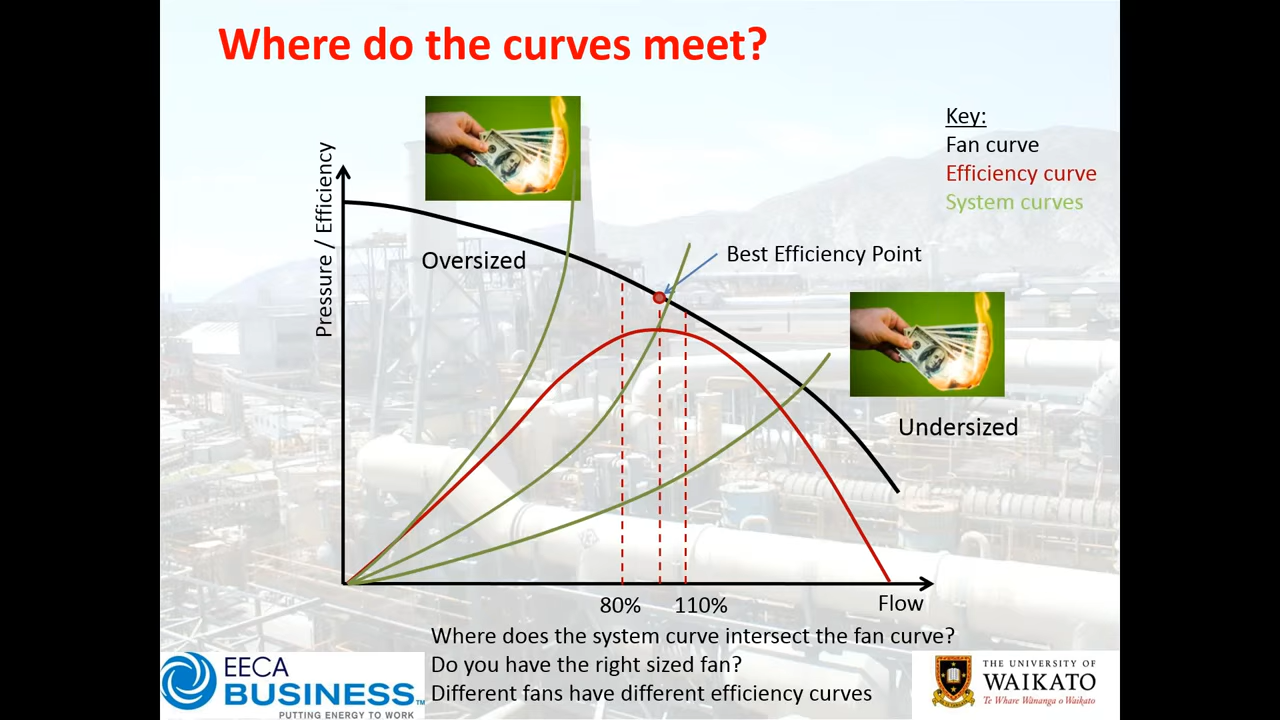 Where do the curves meet?
Key:
Fan curve
Efficiency curve
System curves
Pressure / Efficiency
Oversized
Best Efficiency Point
Undersized
80%
110%
Flow
Where does the system curve intersect the fan curve?
Do you have the right sized fan?
Different fans have different efficiency curves
EECA
BUSINESS™
PUTTING ENERGY TO WORK
THE UNIVERSITY OF
WAIKATO
Te Whare Wānanga o Waikato